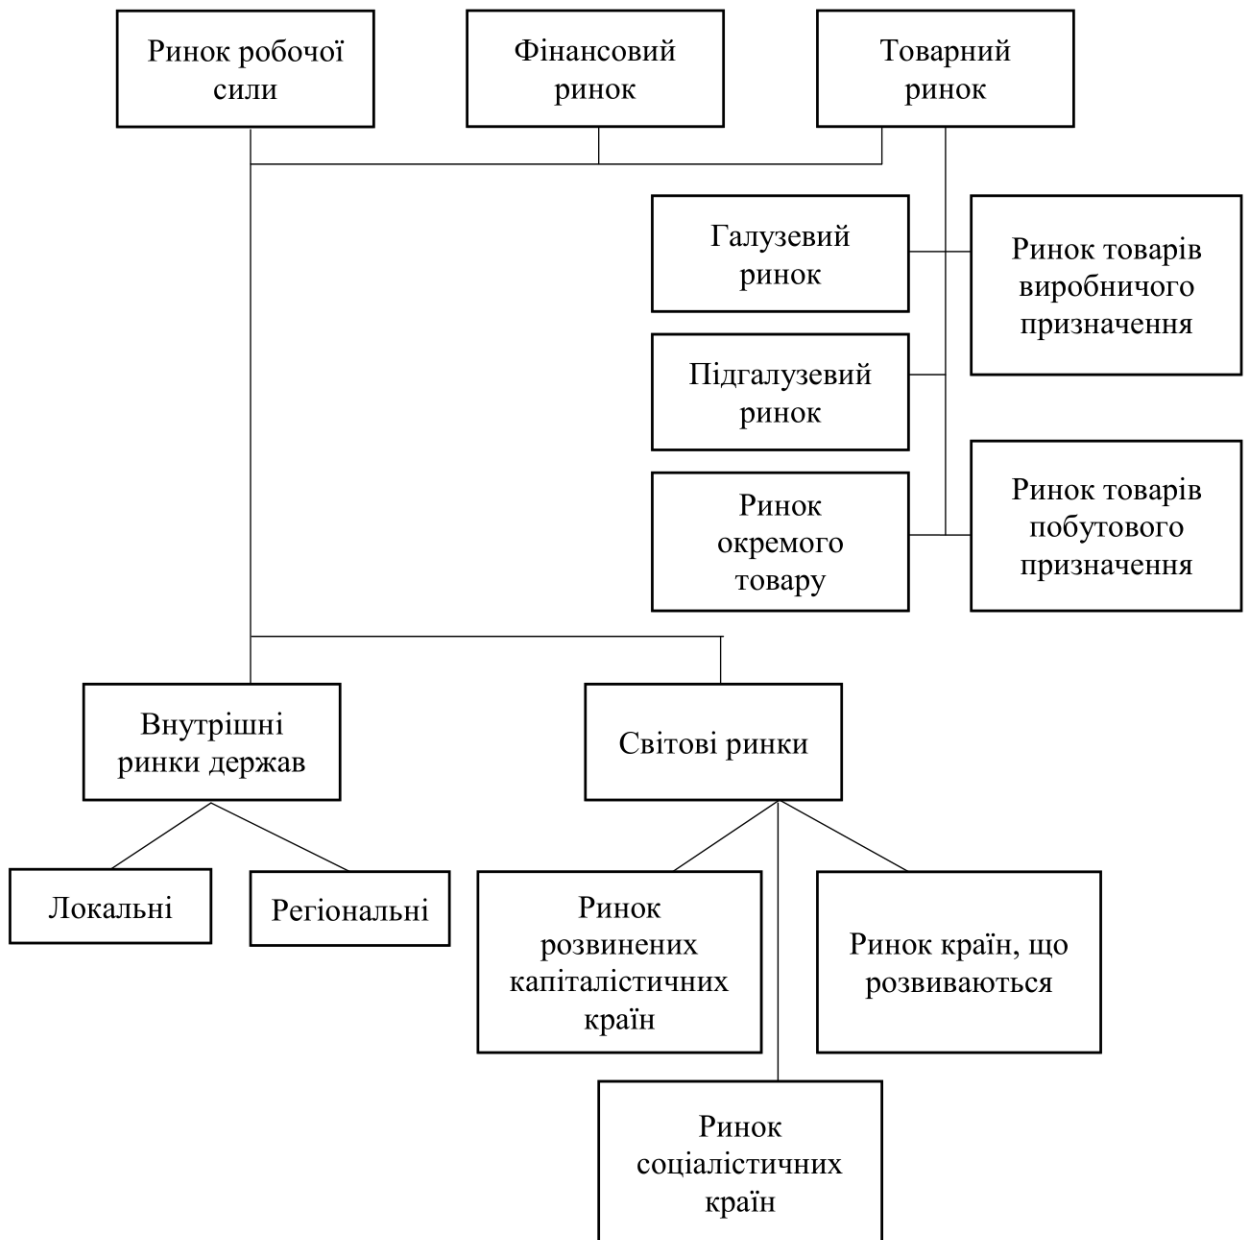 Ринок робочої
сили
Фінансовий
ринок
Товарний
ринок
Галузевий
ринок
Ринок товарів
виробничого
призначення
Підгалузевий
ринок
Ринок
окремого
товару
Ринок товарів
побутового
призначення
Внутрішні
ринки держав
Світові ринки
Локальні
Регіональні
Ринок
розвинених
капіталістичних
країн
Ринок країн, що
розвиваються
Ринок
соціалістичних
країн